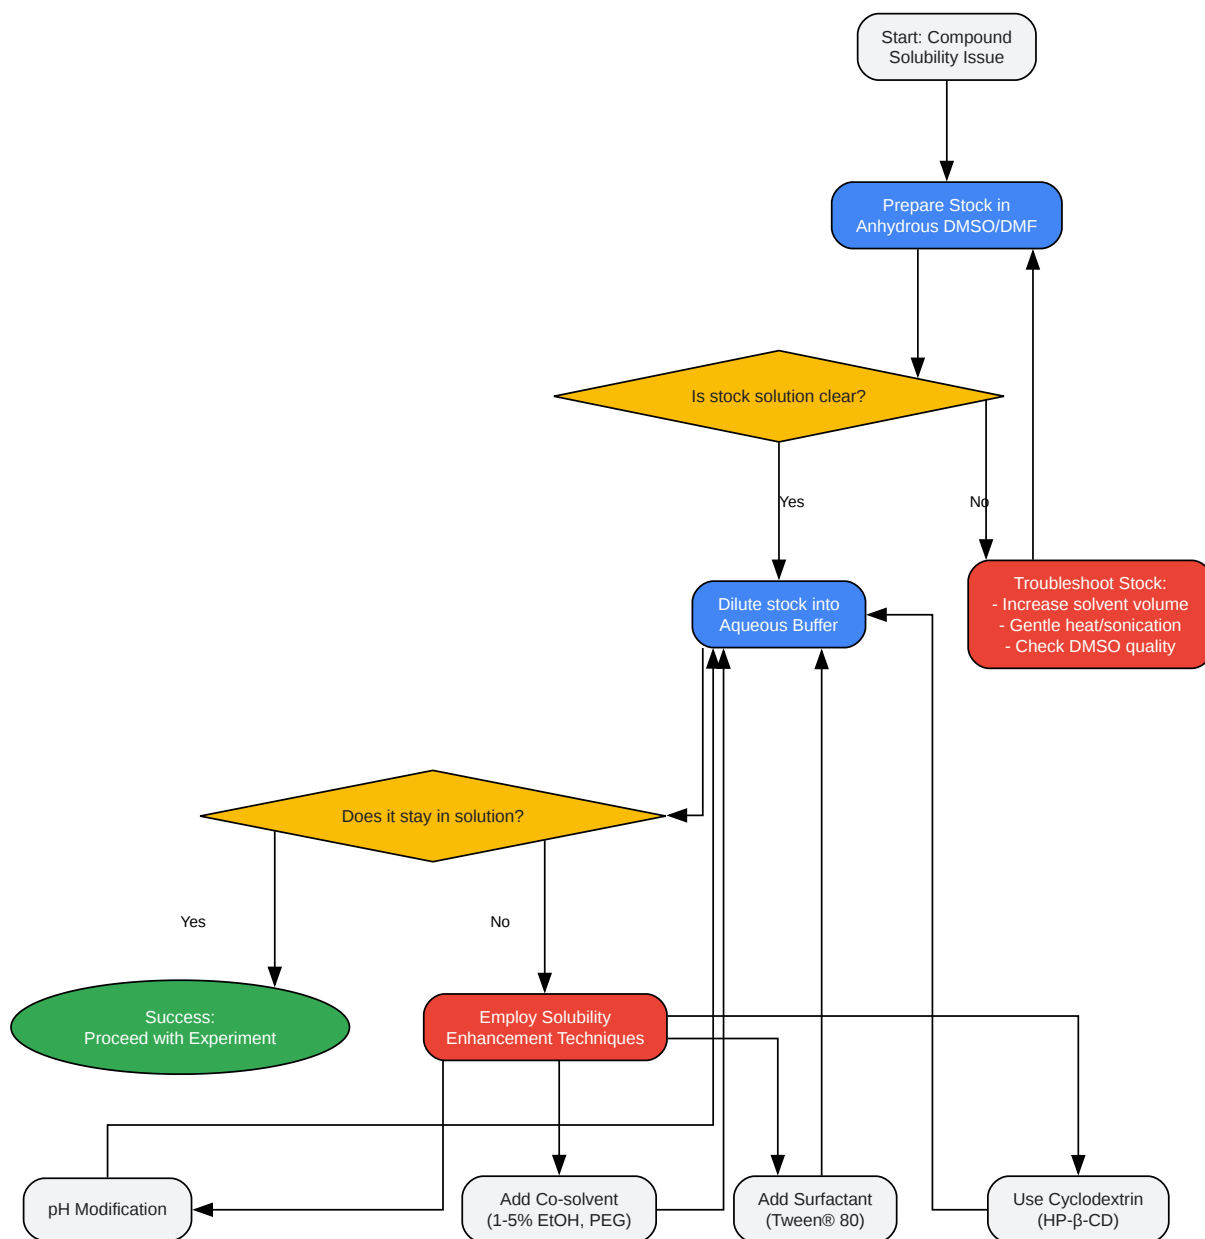 Start: Compound
Solubility Issue
Prepare Stock in
Anhydrous DMSO/DMF
Is stock solution clear?
Yes
No
Troubleshoot Stock:
- Increase solvent volume
- Gentle heat/sonication
- Check DMSO quality
Dilute stock into
Aqueous Buffer
Does it stay in solution?
Yes
No
Success:
Proceed with Experiment
Employ Solubility
Enhancement Techniques
pH Modification
Add Co-solvent
(1-5% EtOH, PEG)
Add Surfactant
(Tween® 80)
Use Cyclodextrin
(HP-β-CD)